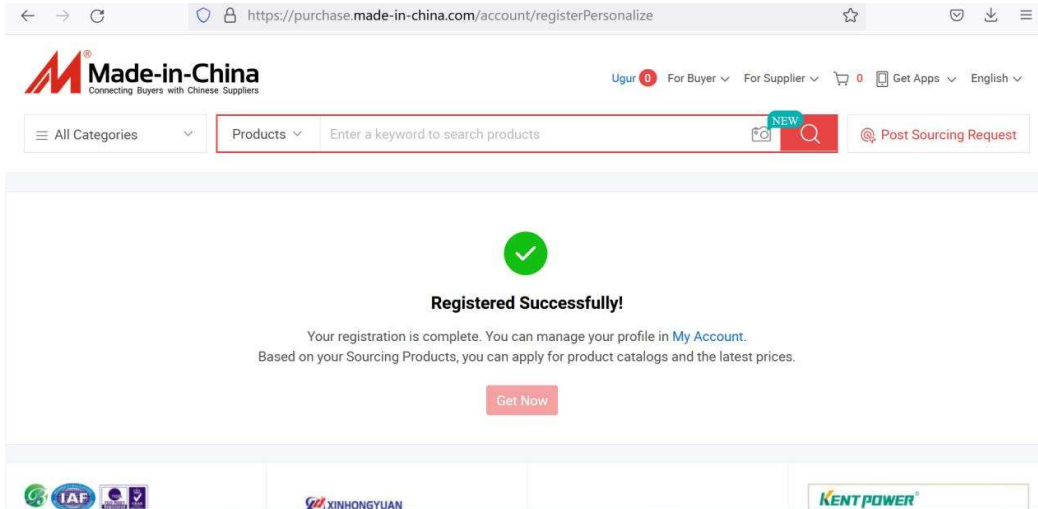 https://purchase.made-in-china.com/account/registerPersonalize
Made-in-China®
Connecting Buyers with Chinese Suppliers
Ugur 0 For Buyer For Supplier 0 Get Apps English
All Categories Products Enter a keyword to search products NEW Post Sourcing Request
Registered Successfully!
Your registration is complete. You can manage your profile in My Account.
Based on your Sourcing Products, you can apply for product catalogs and the latest prices.
Get Now
IAF
XINHONGYUAN
KENTPOWER®